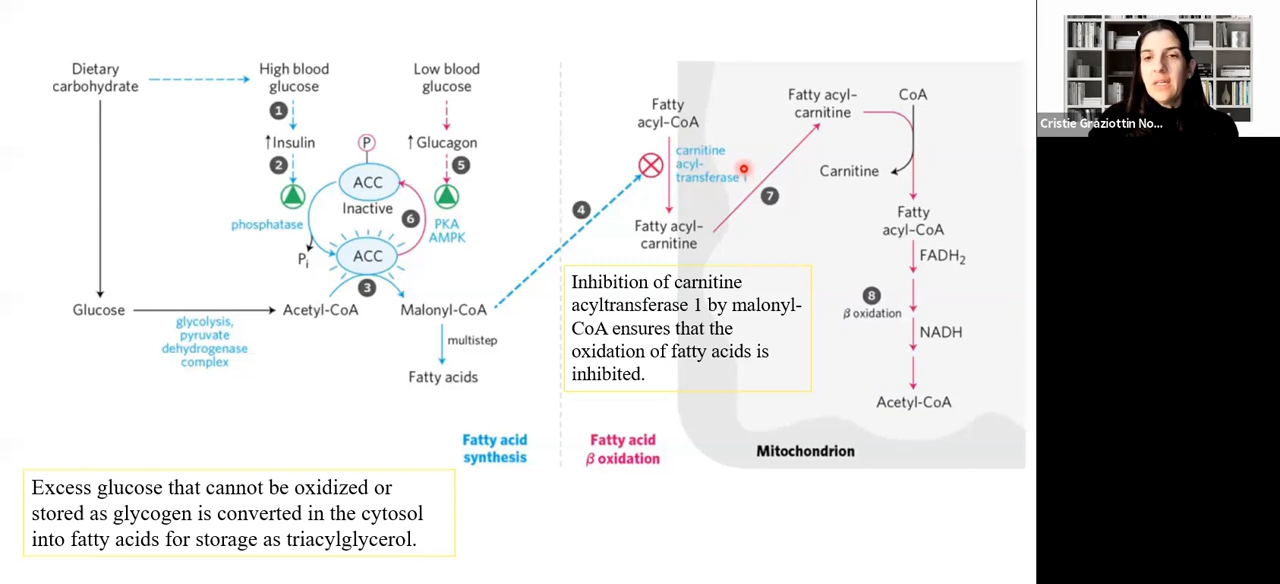 Dietary
carbohydrate
High blood
glucose
Low blood
glucose
1
↑Insulin
↑Glucagon
2
5
P
ACC
Inactive
phosphatase
6
PKA
AMPK
Pi
ACC
3
Glucose
Acetyl-CoA
Malonyl-CoA
glycolysis,
pyruvate
dehydrogenase
complex
multistep
Fatty acids
4
Fatty acid
synthesis
Fatty
acyl–CoA
carnitine
acyl-
transferase 1
Fatty acyl–
carnitine
7
Fatty acyl–
carnitine
CoA
Carnitine
Fatty
acyl-CoA
FADH₂
8
β oxidation
NADH
Acetyl-CoA
Fatty acid
β oxidation
Mitochondrion
Inhibition of carnitine
acyltransferase 1 by malonyl-
CoA ensures that the
oxidation of fatty acids is
inhibited.
Excess glucose that cannot be oxidized or
stored as glycogen is converted in the cytosol
into fatty acids for storage as triacylglycerol.
Cristie Graziottin No...